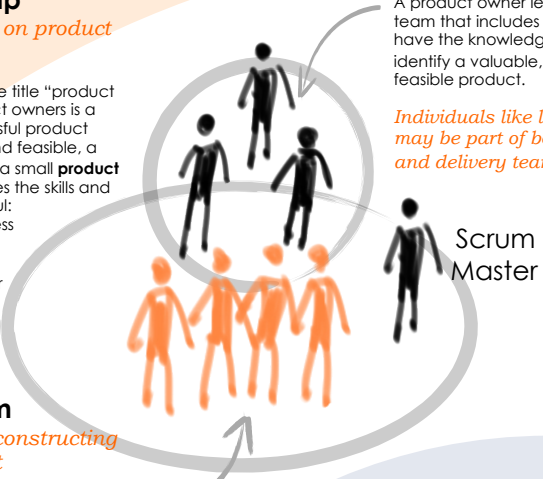 on product
e title “product
ct owners is a
sful product
nd feasible, a
a small product
es the skills and
ul:
ess
A product owner le
team that includes
have the knowledg
identify a valuable,
feasible product.
Individuals like l
may be part of b
and delivery tea
Scrum
Master
constructing